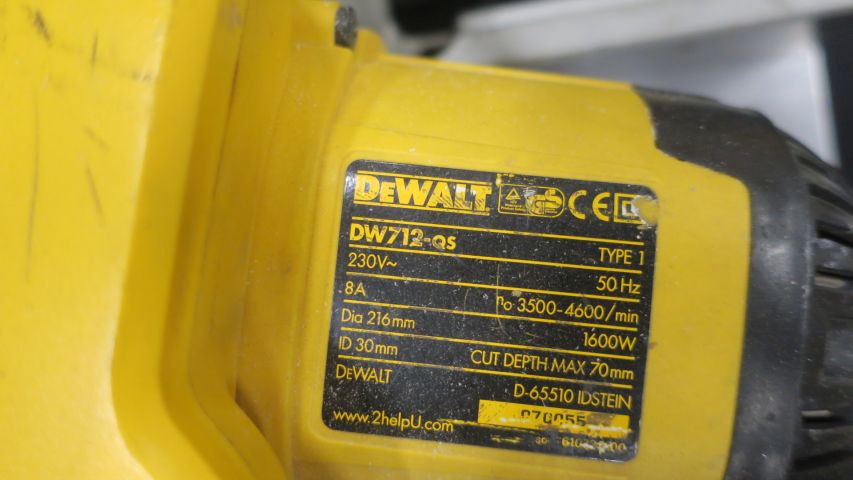 DEWALT
DW712-QS TYPE 1
230V~ 50 Hz
8A n₀ 3500-4600/min
Dia 216mm 1600W
ID 30mm CUT DEPTH MAX 70mm
DEWALT D-65510 IDSTEIN
www.2helpU.com